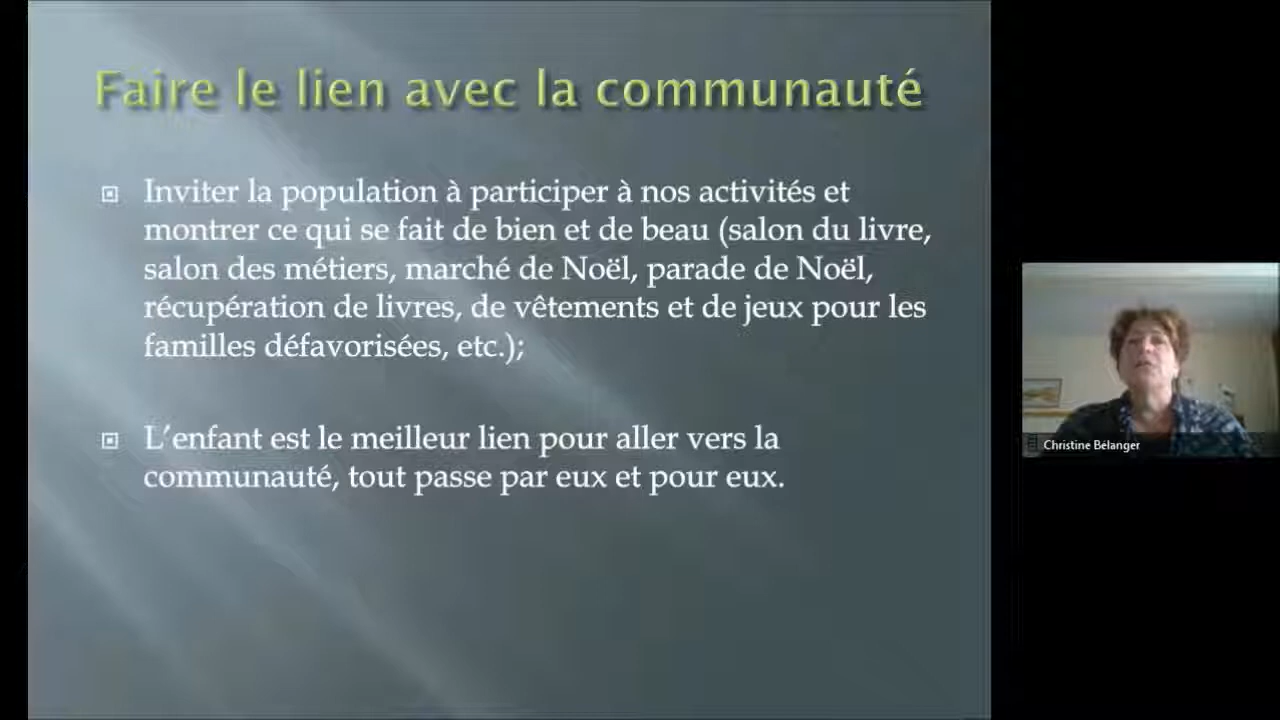 Faire le lien avec la communauté
Inviter la population à participer à nos activités et
montrer ce qui se fait de bien et de beau (salon du livre,
salon des métiers, marché de Noël, parade de Noël,
récupération de livres, de vêtements et de jeux pour les
familles défavorisées, etc.);
L’enfant est le meilleur lien pour aller vers la
communauté, tout passe par eux et pour eux.
Christine Bélanger